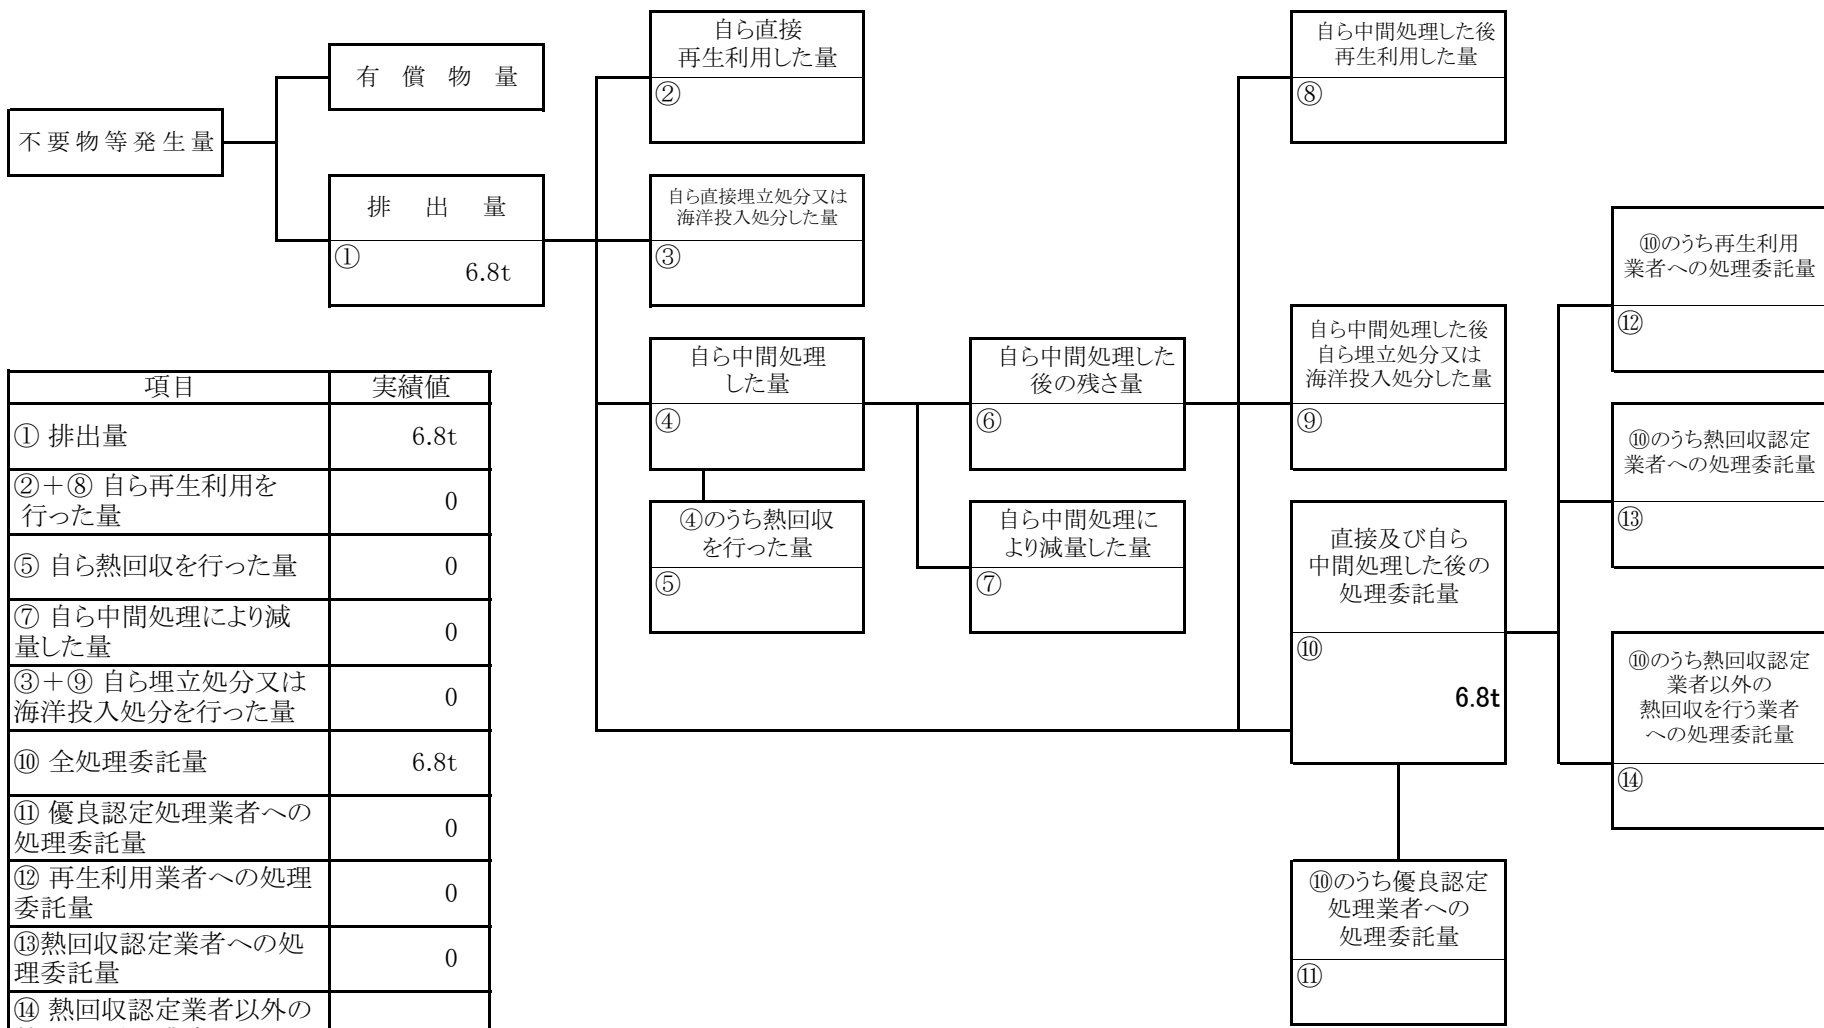 不要物等発生量
有 償 物 量
排 出 量
①
6.8t
自ら直接
再生利用した量
②
自ら直接埋立処分又は
海洋投入処分した量
③
自ら中間処理
した量
④
④のうち熱回収
を行った量
⑤
自ら中間処理した
後の残さ量
⑥
自ら中間処理に
より減量した量
⑦
自ら中間処理した後
再生利用した量
⑧
自ら中間処理した後
自ら埋立処分又は
海洋投入処分した量
⑨
直接及び自ら
中間処理した後の
処理委託量
⑩
6.8t
⑩のうち優良認定
処理業者への
処理委託量
⑪
⑩のうち再生利用
業者への処理委託量
⑫
⑩のうち熱回収認定
業者への処理委託量
⑬
⑩のうち熱回収認定
業者以外の
熱回収を行う業者
への処理委託量
⑭
項目 実績値
① 排出量 6.8t
②+⑧ 自ら再生利用を
行った量 0
⑤ 自ら熱回収を行った量 0
⑦ 自ら中間処理により減
量した量 0
③+⑨ 自ら埋立処分又は
海洋投入処分を行った量 0
⑩ 全処理委託量 6.8t
⑪ 優良認定処理業者への
処理委託量 0
⑫ 再生利用業者への処理
委託量 0
⑬熱回収認定業者への処
理委託量 0
⑭ 熱回収認定業者以外の